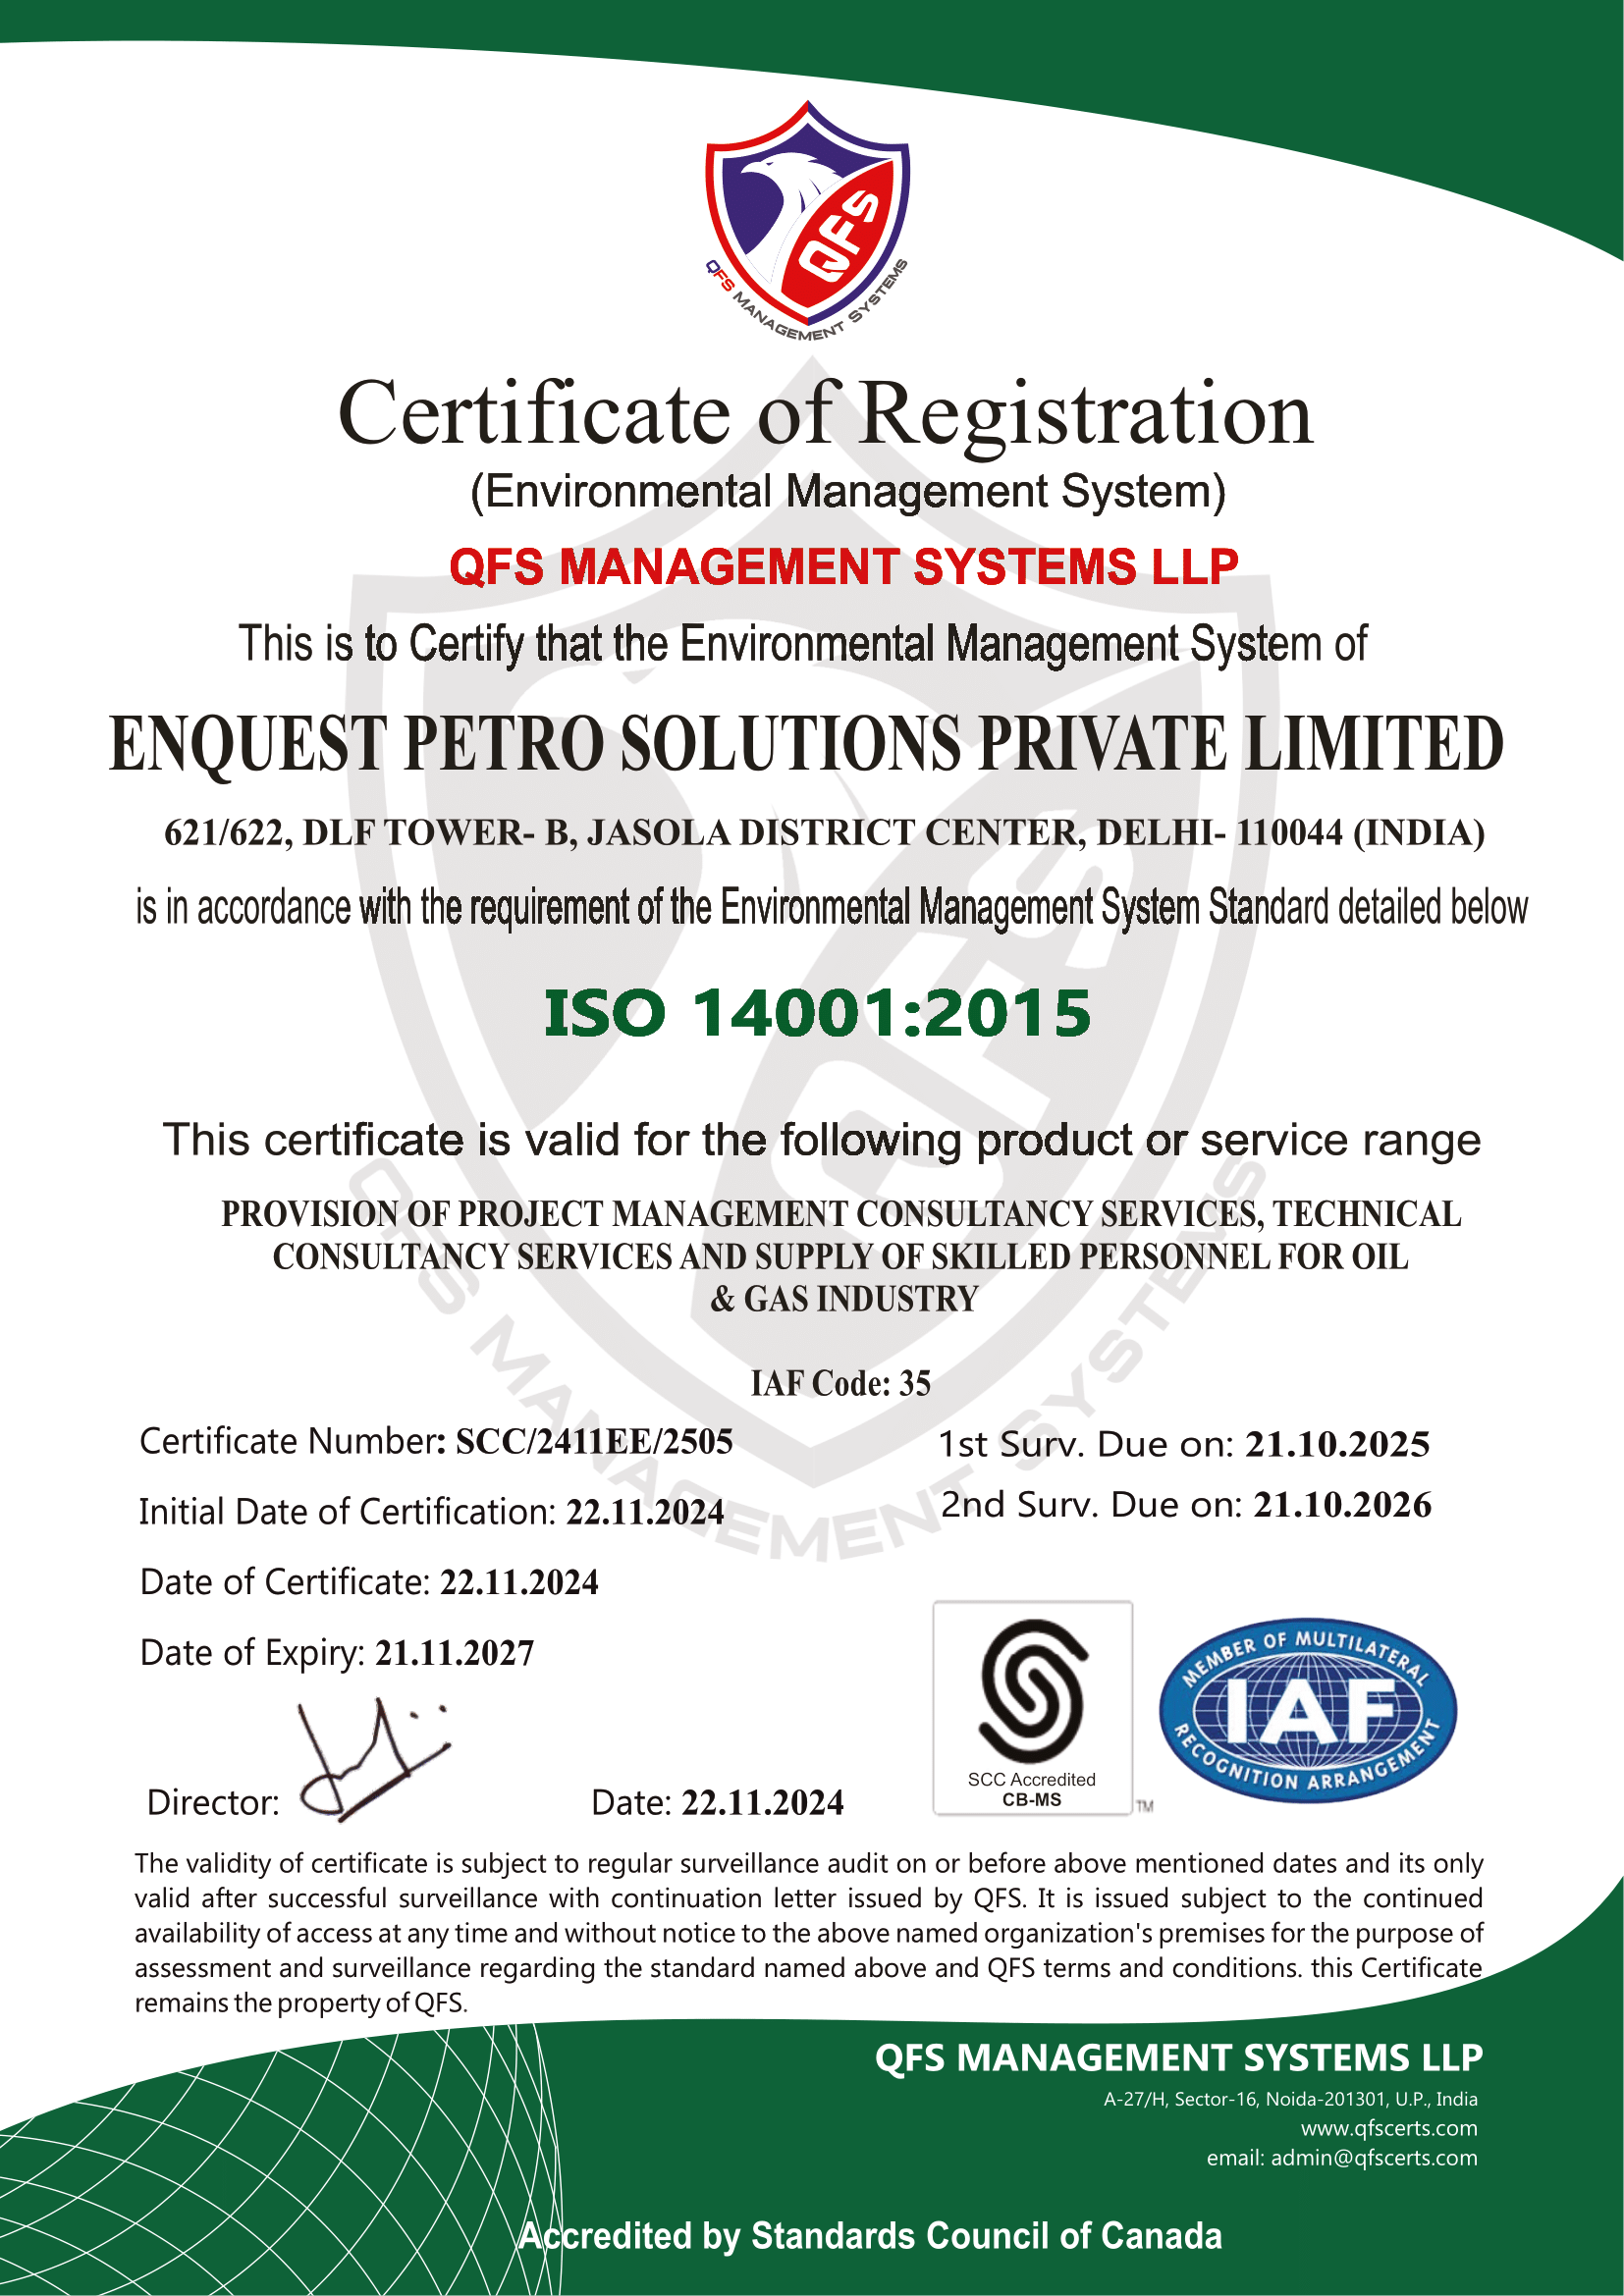 QFS
QFS MANAGEMENT SYSTEMS
Certificate of Registration
(Environmental Management System)
QFS MANAGEMENT SYSTEMS LLP
This is to Certify that the Environmental Management System of
ENQUEST PETRO SOLUTIONS PRIVATE LIMITED
621/622, DLF TOWER- B, JASOLA DISTRICT CENTER, DELHI- 110044 (INDIA)
is in accordance with the requirement of the Environmental Management System Standard detailed below
ISO 14001:2015
This certificate is valid for the following product or service range
PROVISION OF PROJECT MANAGEMENT CONSULTANCY SERVICES, TECHNICAL
CONSULTANCY SERVICES AND SUPPLY OF SKILLED PERSONNEL FOR OIL
& GAS INDUSTRY
IAF Code: 35
QFS
QFS MANAGEMENT SYSTEMS
Certificate Number: SCC/2411EE/2505
Initial Date of Certification: 22.11.2024
Date of Certificate: 22.11.2024
Date of Expiry: 21.11.2027
1st Surv. Due on: 21.10.2025
2nd Surv. Due on: 21.10.2026
Director:
Date: 22.11.2024
SCC Accredited
CB-MS
TM
MEMBER OF MULTILATERAL
IAF
RECOGNITION ARRANGEMENT
The validity of certificate is subject to regular surveillance audit on or before above mentioned dates and its only
valid after successful surveillance with continuation letter issued by QFS. It is issued subject to the continued
availability of access at any time and without notice to the above named organization's premises for the purpose of
assessment and surveillance regarding the standard named above and QFS terms and conditions. this Certificate
remains the property of QFS.
QFS MANAGEMENT SYSTEMS LLP
A-27/H, Sector-16, Noida-201301, U.P., India
www.qfscerts.com
email: admin@qfscerts.com
Accredited by Standards Council of Canada